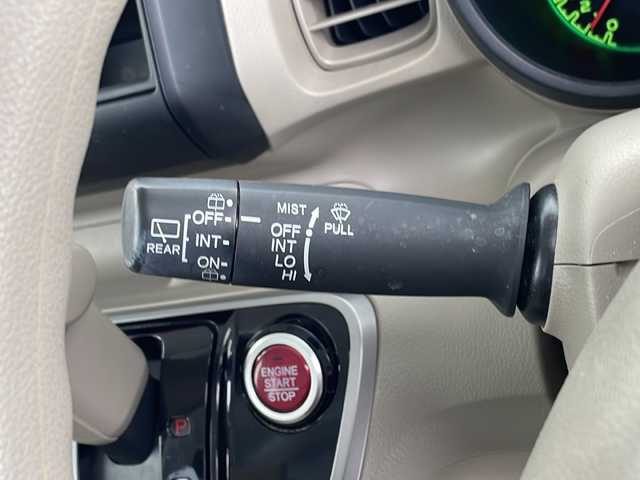 REAR
OFF
INT
ON
MIST
OFF
INT
LO
HI
PULL
ENGINE
START
STOP
P